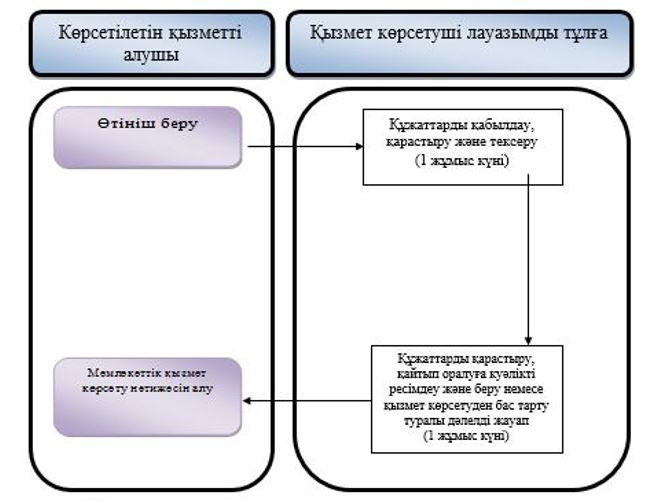 Көрсетілетін қызметті
алушы
Қызмет көрсетуші лауазымды тұлға
Өтініш беру
Құжаттарды қабылдау,
қарастыру және тексеру
(1 жұмыс күні)
Мемлекеттік қызмет
көрсету нәтижесін алу
Құжаттарды қарастыру,
қайтып оралуға куәлікті
ресімдеу және беру немесе
қызмет көрсетуден бас тарту
туралы дәлелді жауап
(1 жұмыс күні)